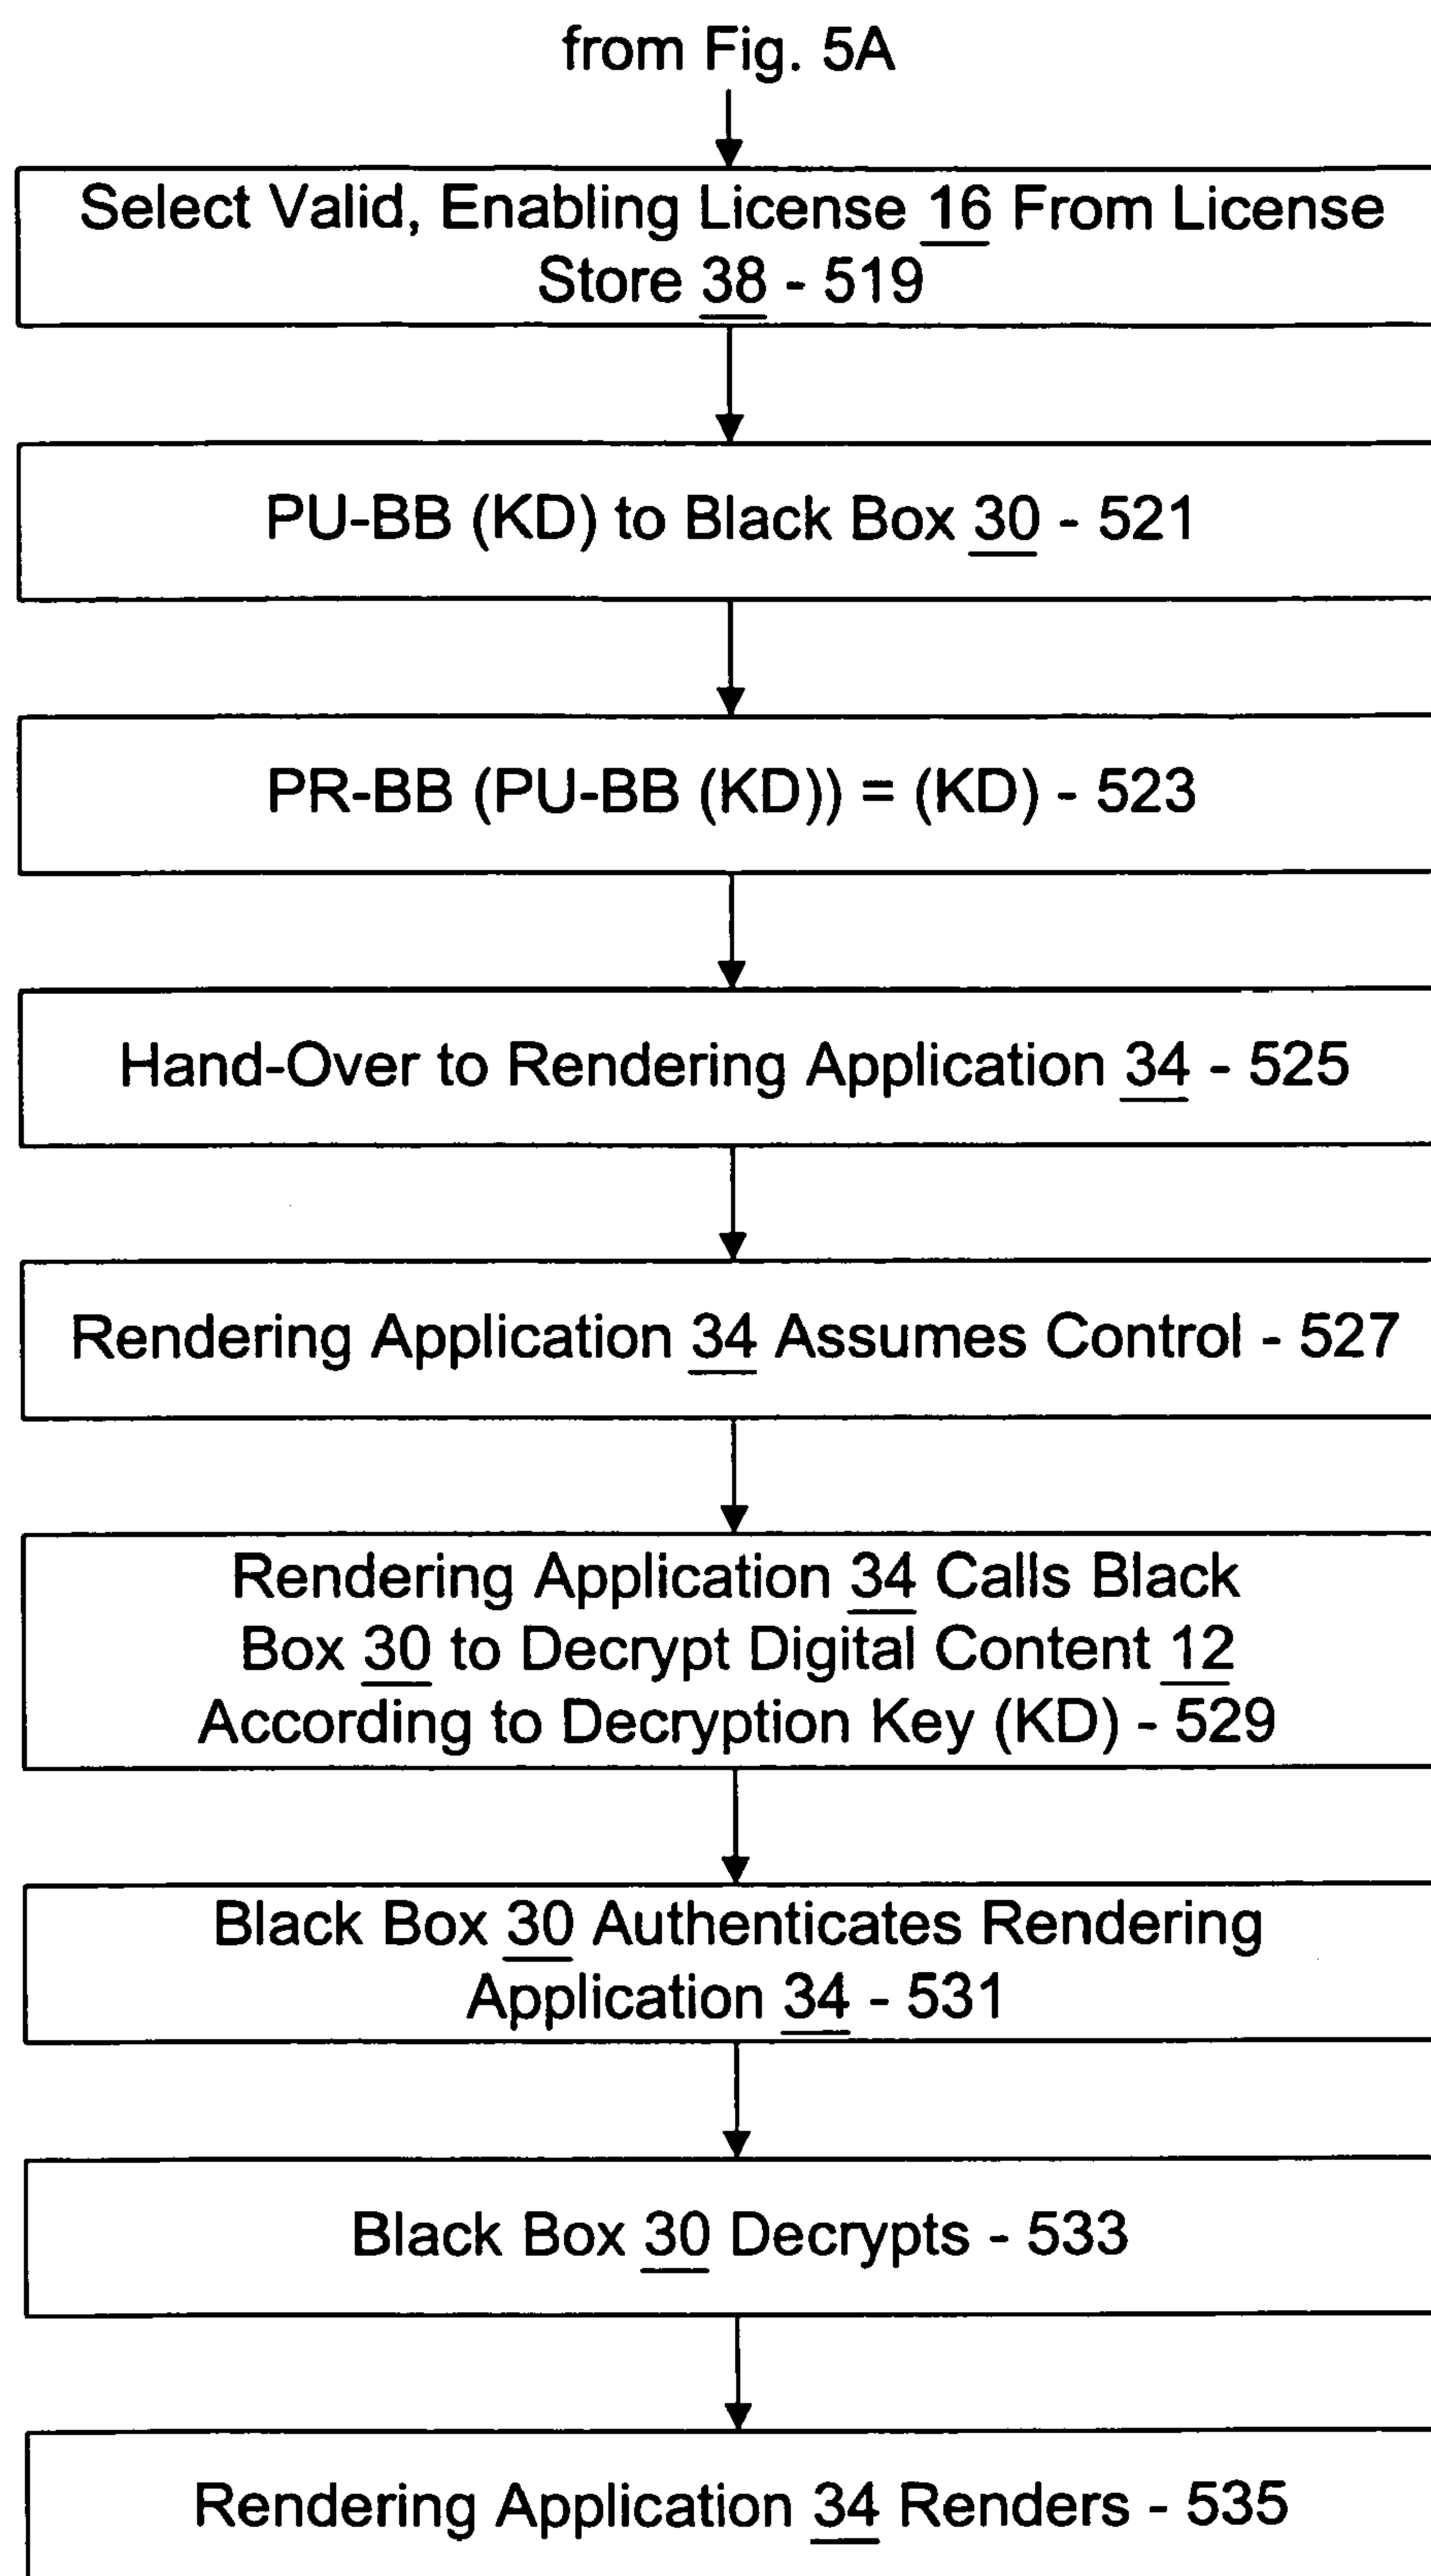 from Fig. 5A
Select Valid, Enabling License 16 From License
Store 38 - 519
PU-BB (KD) to Black Box 30 - 521
PR-BB (PU-BB (KD)) = (KD) - 523
Hand-Over to Rendering Application 34 - 525
Rendering Application 34 Assumes Control - 527
Rendering Application 34 Calls Black
Box 30 to Decrypt Digital Content 12
According to Decryption Key (KD) - 529
Black Box 30 Authenticates Rendering
Application 34 - 531
Black Box 30 Decrypts - 533
Rendering Application 34 Renders - 535